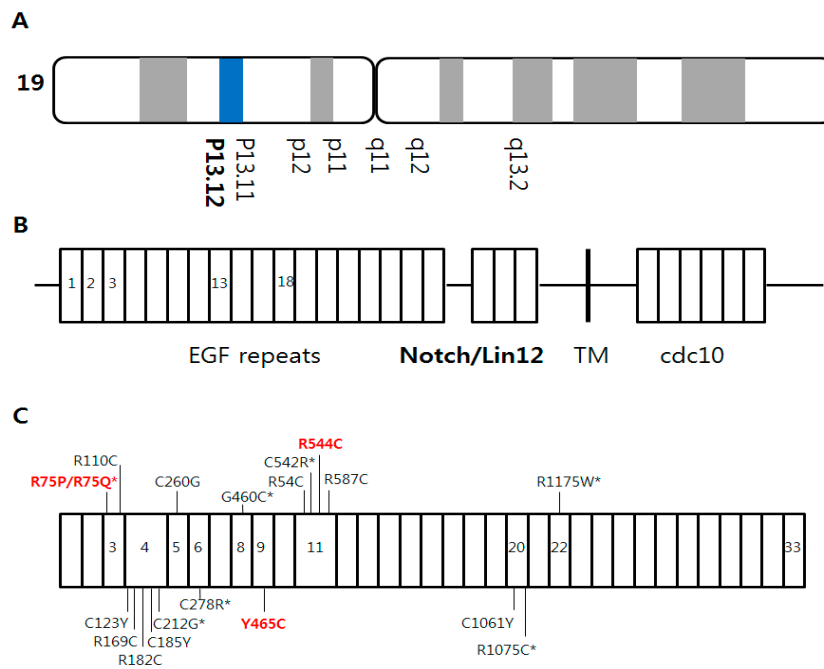 A
19
P13.12
P13.11
p12
p11
q11
q12
q13.2
B
1 2 3 13 18
EGF repeats Notch/Lin12 TM cdc10
C
R544C
R110C C542R*
R75P/R75Q* C260G R54C R587C R1175W*
G460C*
3 4 5 6 8 9 11 20 22 33
C278R*
C123Y C212G* Y465C C1061Y
R169C C185Y R1075C*
R182C